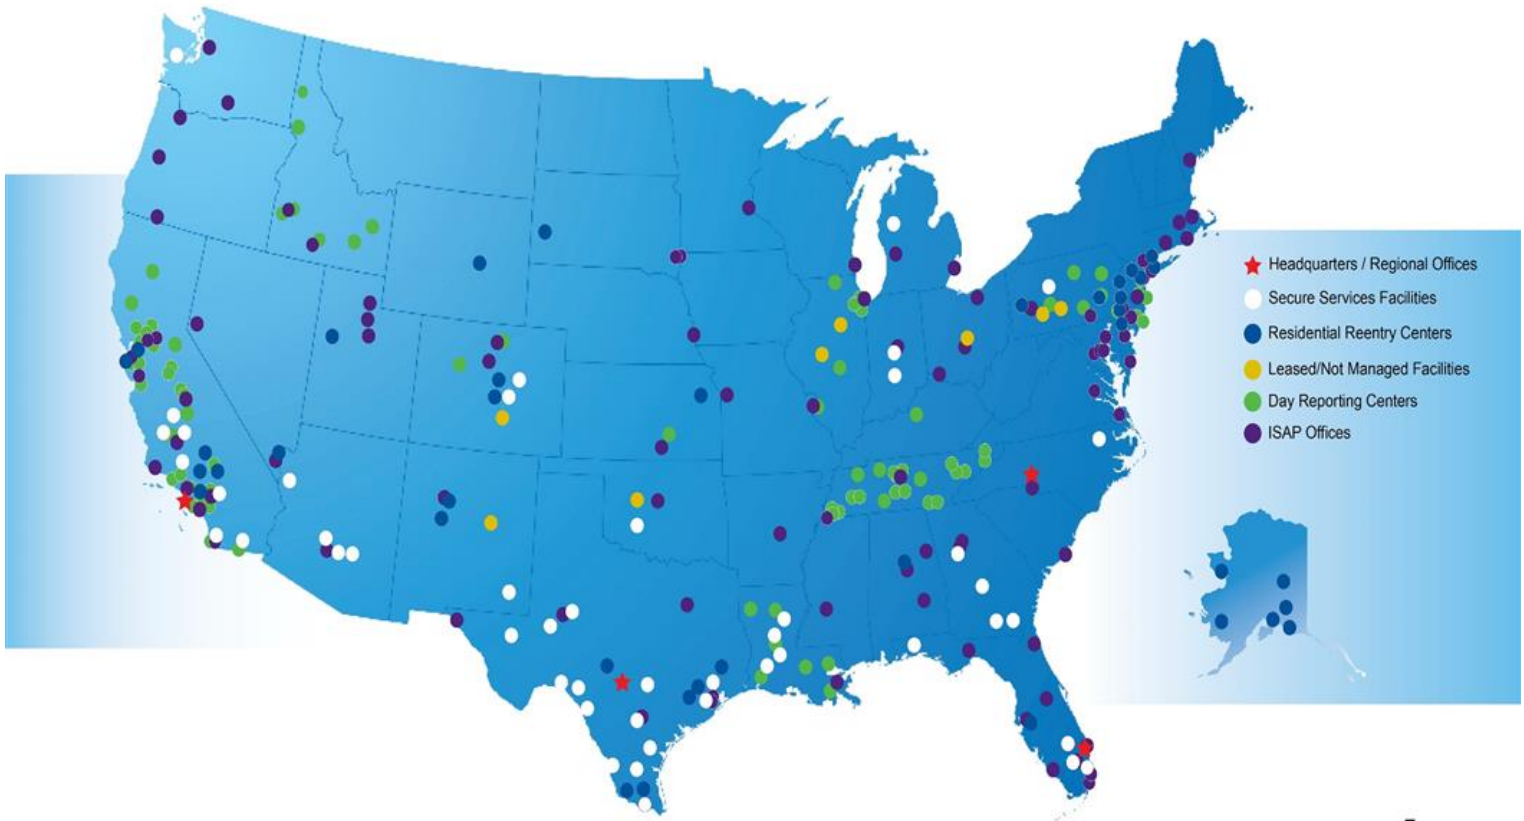 Headquarters / Regional Offices
Secure Services Facilities
Residential Reentry Centers
Leased/Not Managed Facilities
Day Reporting Centers
ISAP Offices